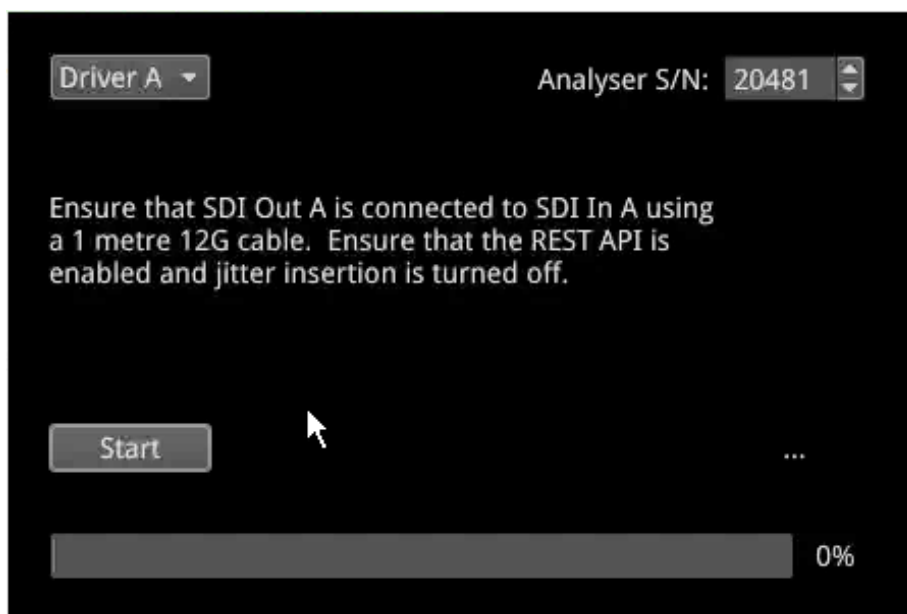 Driver A
Analyser S/N: 20481
Ensure that SDI Out A is connected to SDI In A using
a 1 metre 12G cable.  Ensure that the REST API is
enabled and jitter insertion is turned off.
Start
...
0%